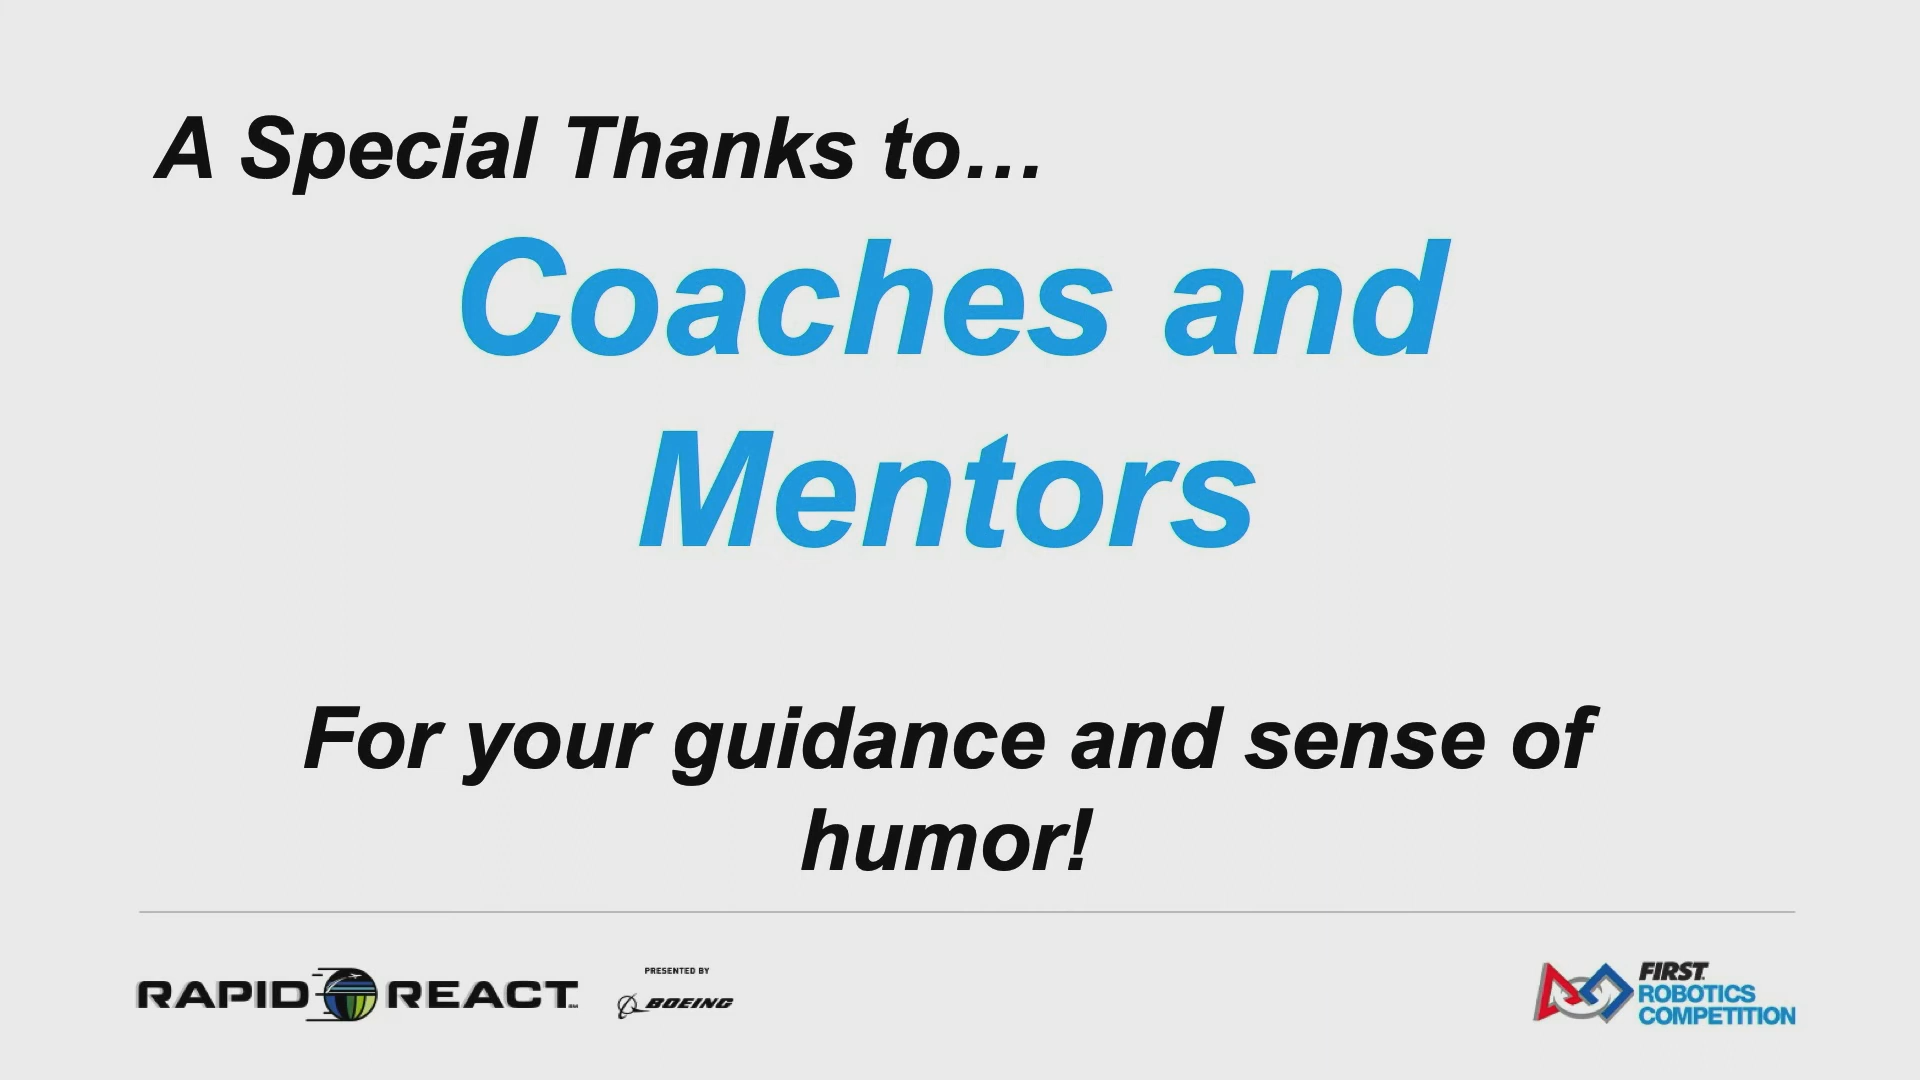 A Special Thanks to…
Coaches and
Mentors
For your guidance and sense of
humor!
RAPID REACT
PRESENTED BY
BOEING
FIRST
ROBOTICS
COMPETITION